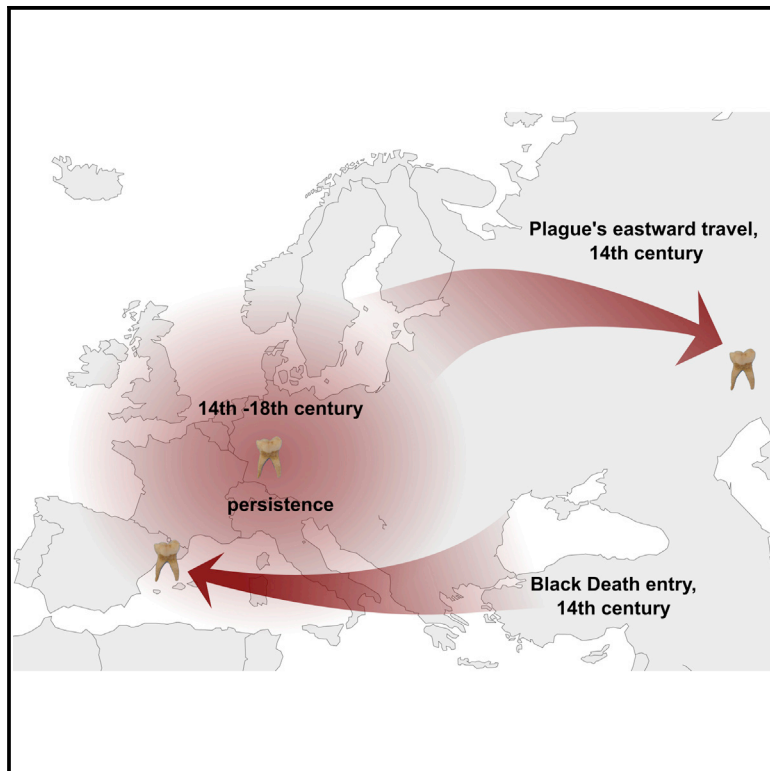 Plague's eastward travel,
14th century
14th -18th century
persistence
Black Death entry,
14th century